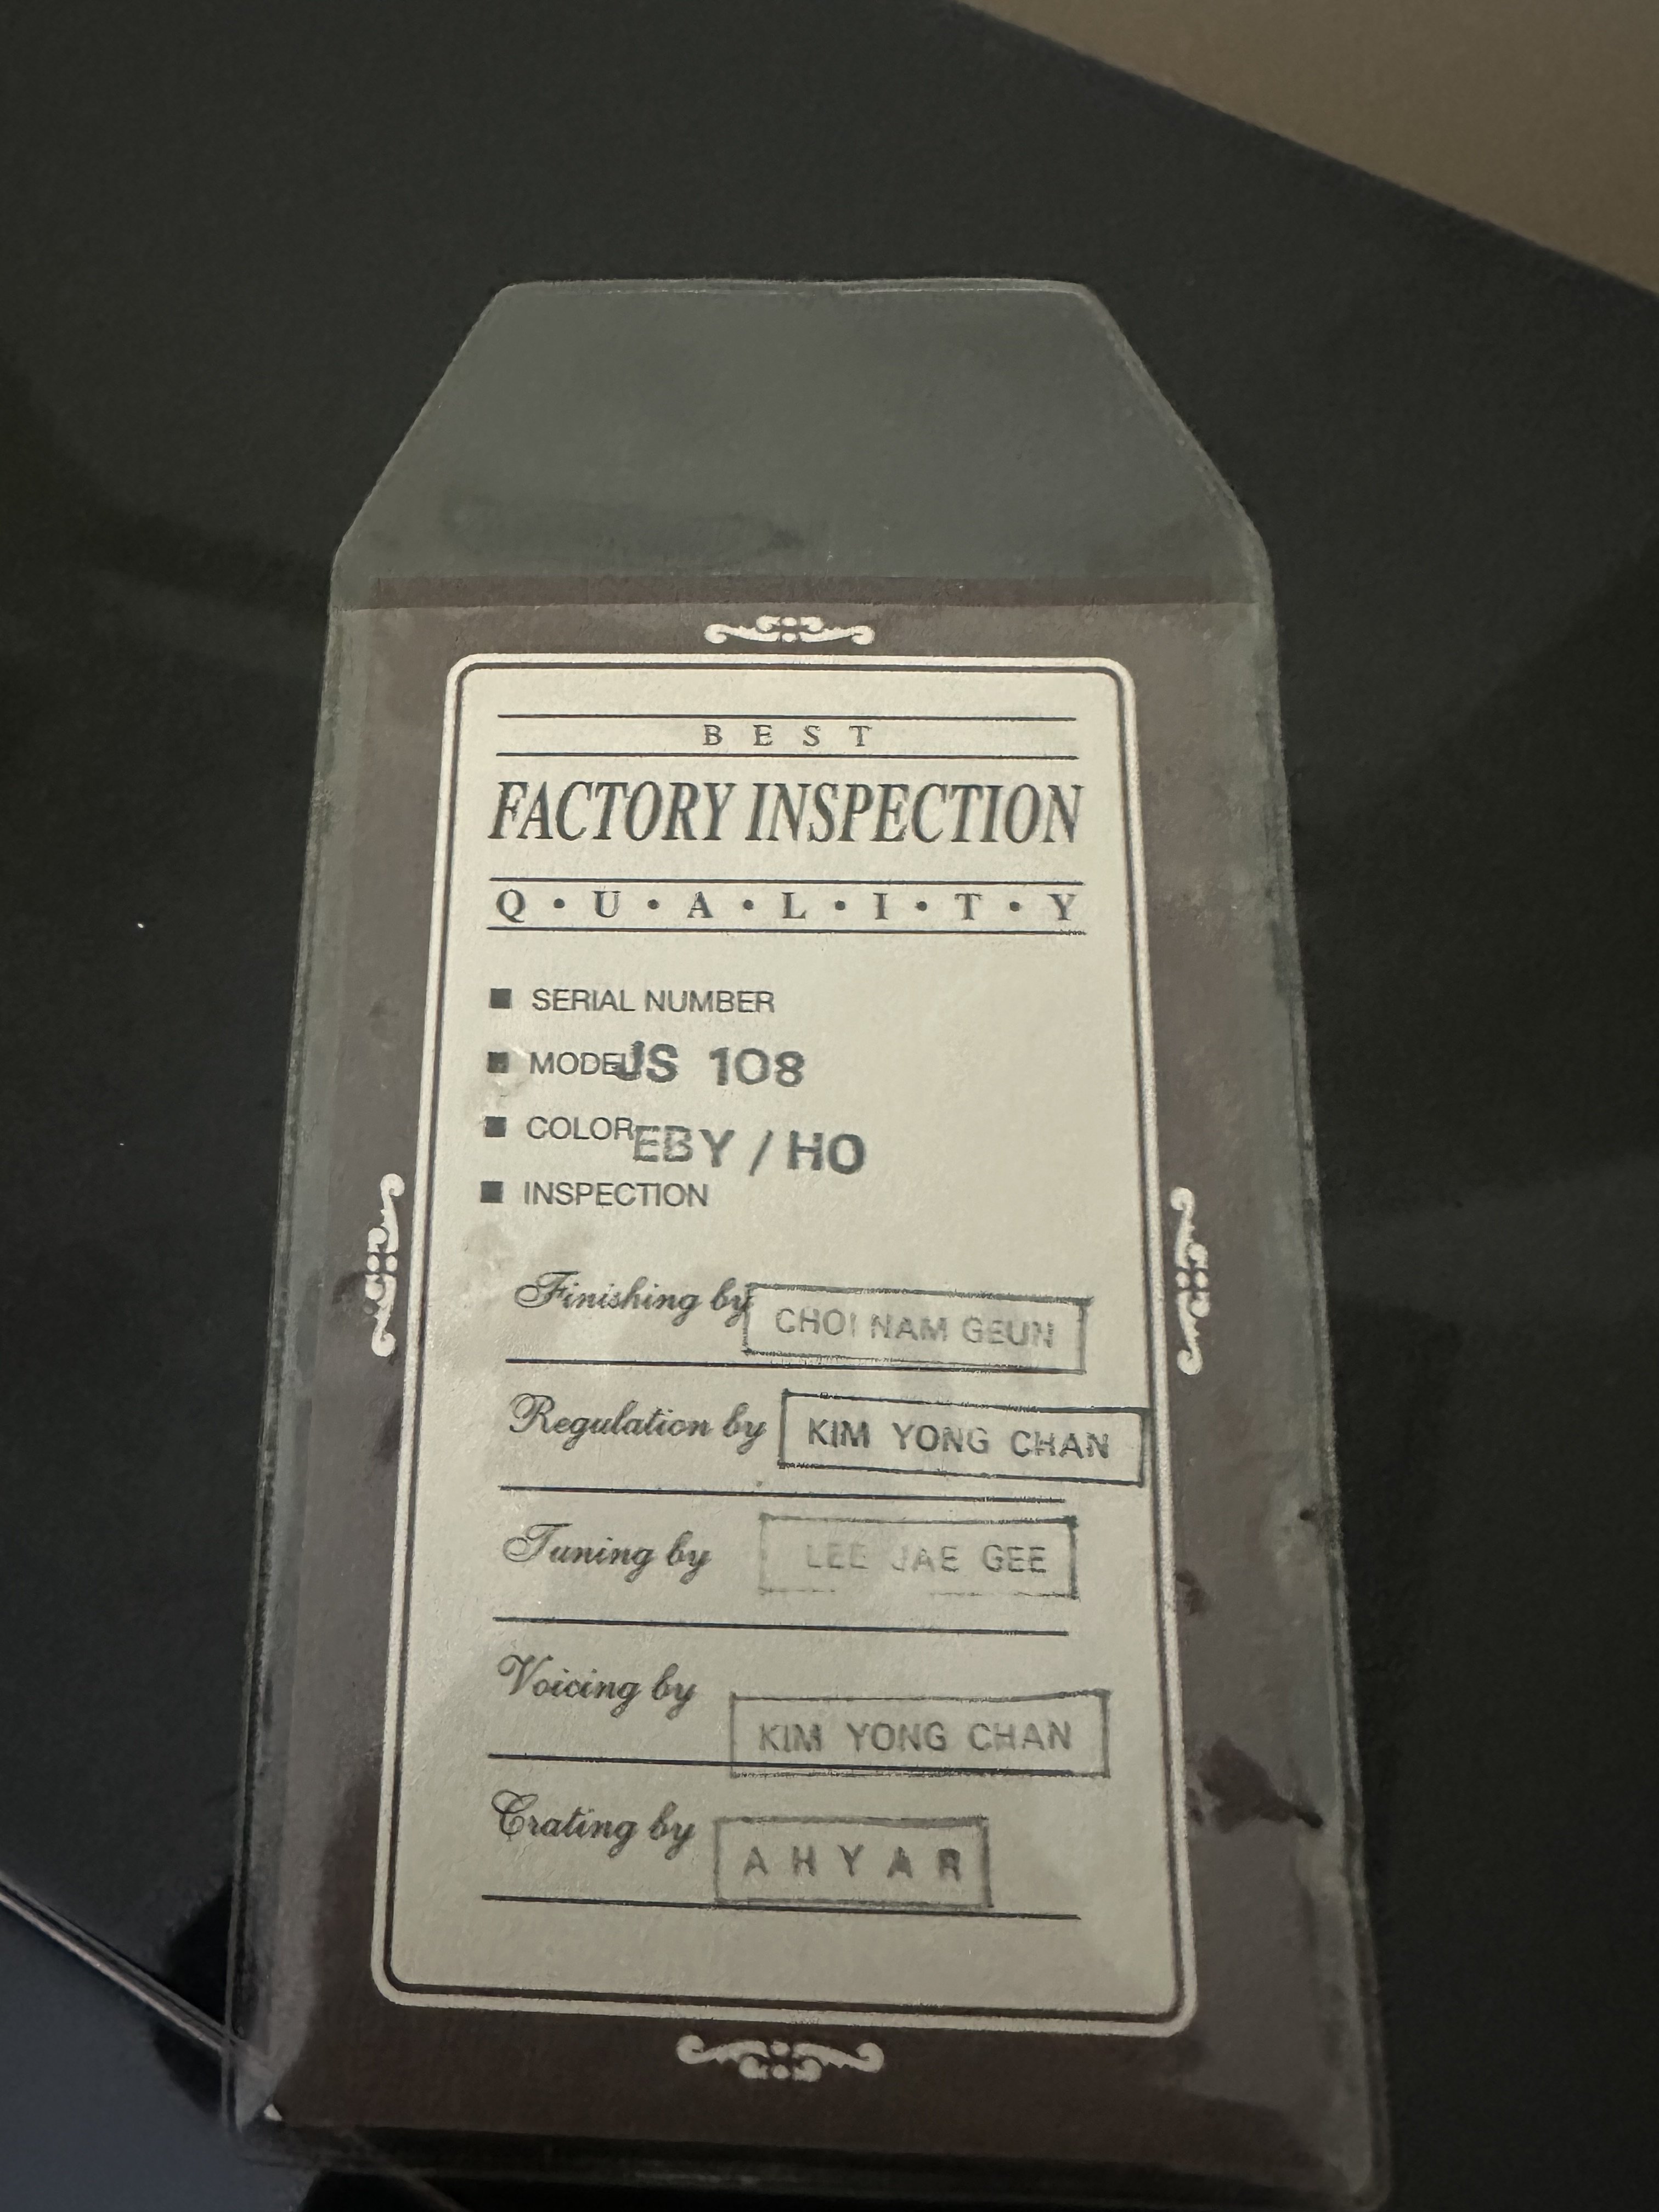 BEST
FACTORY INSPECTION
Q•U•A•L•I•T•Y
■ SERIAL NUMBER
■ MODEL JS 108
■ COLOR EBY / HO
■ INSPECTION
Finishing by CHOI NAM GEUN
Regulation by KIM YONG CHAN
Tuning by LEE JAE GEE
Voicing by KIM YONG CHAN
Crating by AHYAR